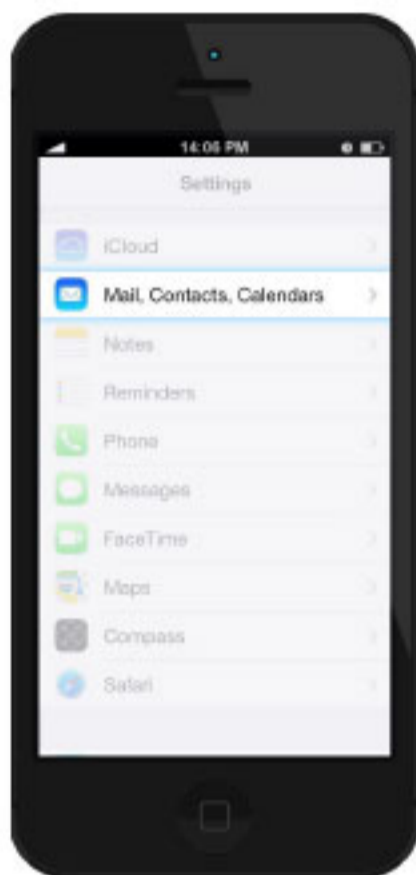 14:06 PM
Settings
iCloud
Mail, Contacts, Calendars
Notes
Reminders
Phone
Messages
FaceTime
Maps
Compass
Safari